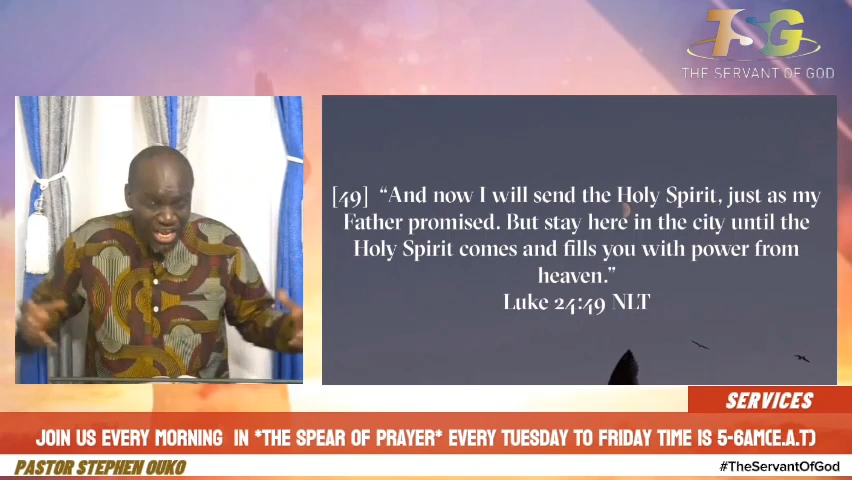 TSG
THE SERVANT OF GOD
[49] “And now I will send the Holy Spirit, just as my
Father promised. But stay here in the city until the
Holy Spirit comes and fills you with power from
heaven.”
Luke 24:49 NLT
SERVICES
JOIN US EVERY MORNING IN *THE SPEAR OF PRAYER* EVERY TUESDAY TO FRIDAY TIME IS 5-6AM(E.A.T)
PASTOR STEPHEN OUKO
#TheServantOfGod